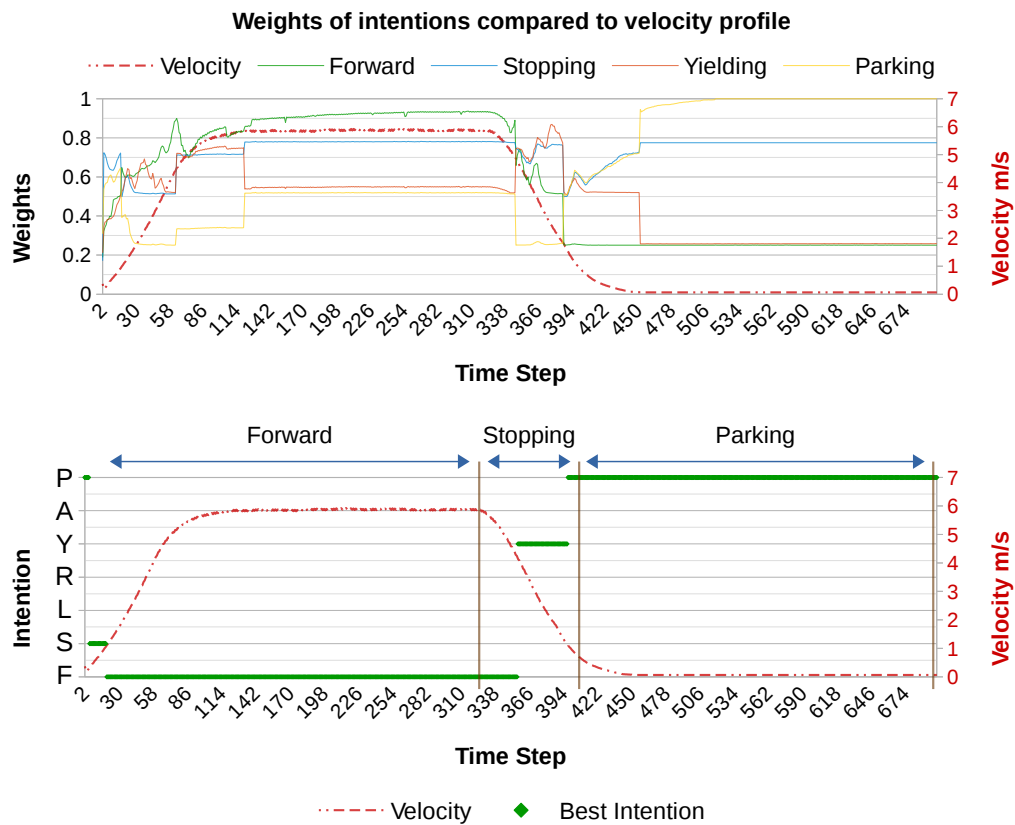 Weights of intentions compared to velocity profile
Velocity Forward Stopping Yielding Parking
Weights
1
0.8
0.6
0.4
0.2
0
7
6
5
4
3
2
1
0
Velocity m/s
2 30 58 86 114 142 170 198 226 254 282 310 338 366 394 422 450 478 506 534 562 590 618 646 674
Time Step
Forward Stopping Parking
Intention
P
A
Y
R
L
S
F
7
6
5
4
3
2
1
0
Velocity m/s
2 30 58 86 114 142 170 198 226 254 282 310 338 366 394 422 450 478 506 534 562 590 618 646 674
Time Step
Velocity Best Intention